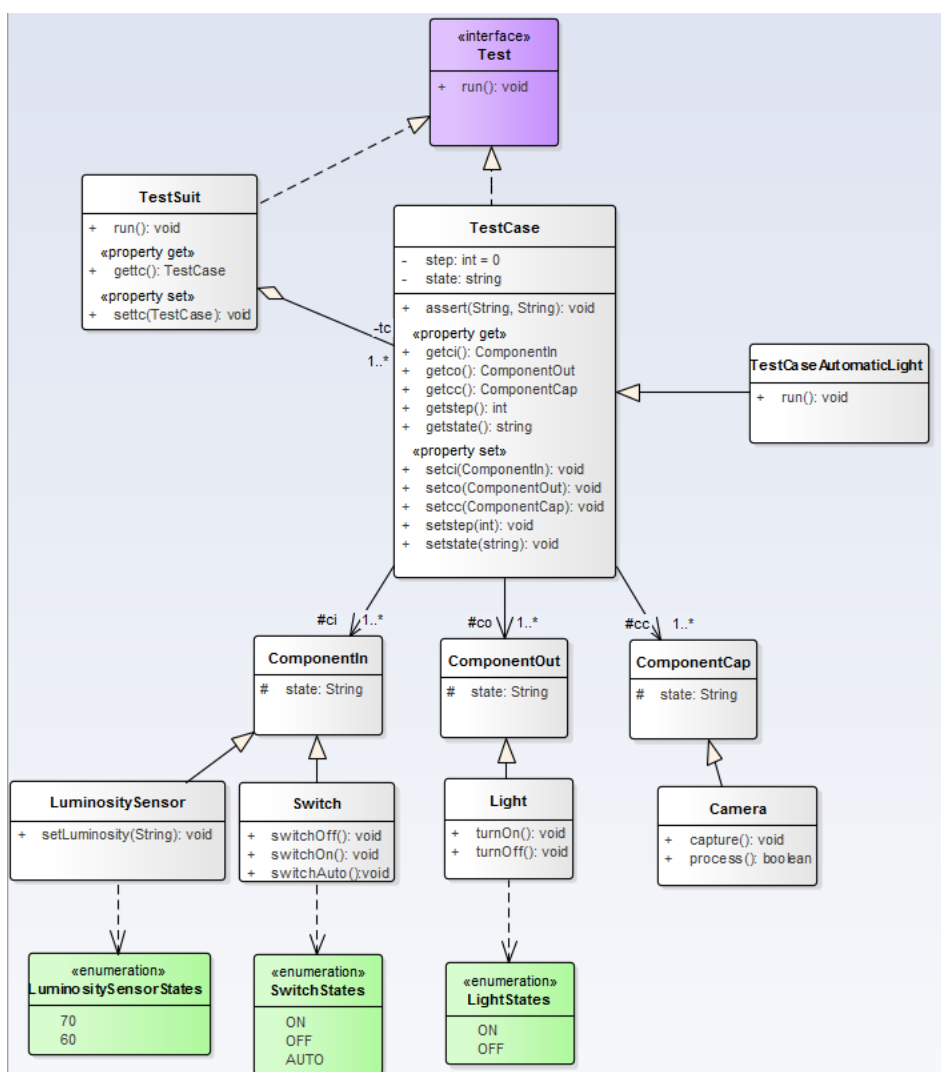 «interface»
Test
+ run(): void
TestSuit
+ run(): void
«property get»
+ gettc(): TestCase
«property set»
+ settc(TestCase): void
-tc
1..*
TestCase
- step: int = 0
- state: string
+ assert(String, String): void
«property get»
+ getci(): ComponentIn
+ getco(): ComponentOut
+ getcc(): ComponentCap
+ getstep(): int
+ getstate(): string
«property set»
+ setci(ComponentIn): void
+ setco(ComponentOut): void
+ setcc(ComponentCap): void
+ setstep(int): void
+ setstate(string): void
TestCaseAutomaticLight
+ run(): void
#ci 1..*
#co 1..*
#cc 1..*
ComponentIn
# state: String
ComponentOut
# state: String
ComponentCap
# state: String
LuminositySensor
+ setLuminosity(String): void
Switch
+ switchOff(): void
+ switchOn(): void
+ switchAuto():void
Light
+ turnOn(): void
+ turnOff(): void
Camera
+ capture(): void
+ process(): boolean
«enumeration»
LuminositySensorStates
70
60
«enumeration»
SwitchStates
ON
OFF
AUTO
«enumeration»
LightStates
ON
OFF